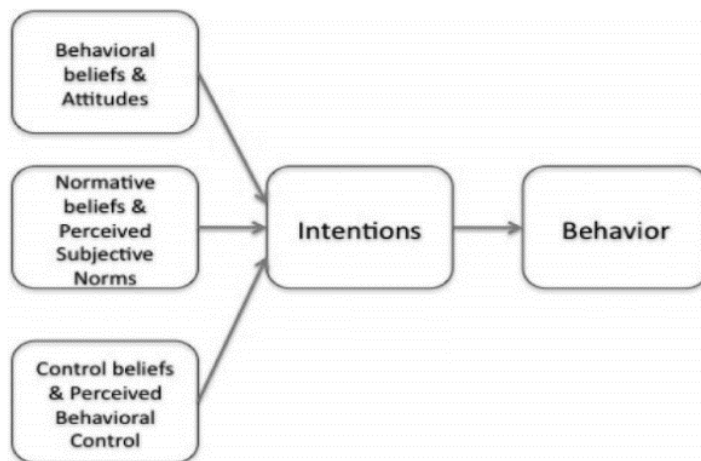 Behavioral
beliefs &
Attitudes
Normative
beliefs &
Perceived
Subjective
Norms
Control beliefs
& Perceived
Behavioral
Control
Intentions
Behavior